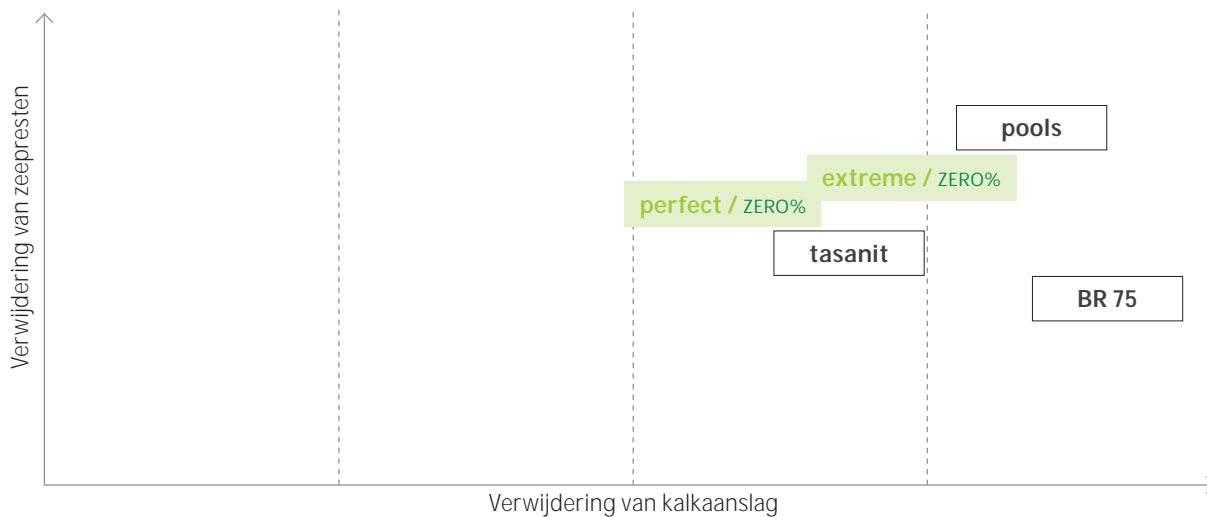 Verwijdering van zeepresten
pools
extreme / ZERO%
perfect / ZERO%
tasanit
BR 75
Verwijdering van kalkaanslag